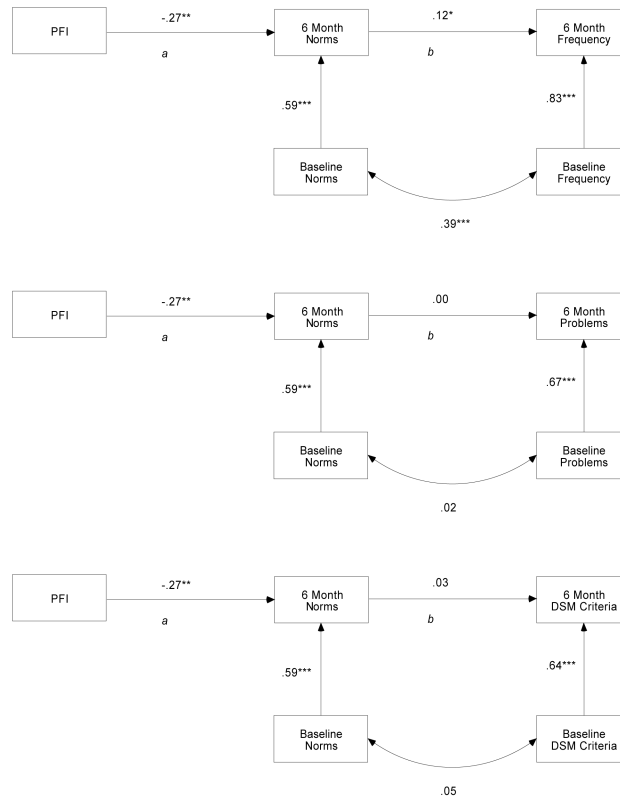 PFI
-.27**
a
6 Month
Norms
.12*
b
6 Month
Frequency
.59***
.83***
Baseline
Norms
Baseline
Frequency
.39***
PFI
-.27**
a
6 Month
Norms
.00
b
6 Month
Problems
.59***
.67***
Baseline
Norms
Baseline
Problems
.02
PFI
-.27**
a
6 Month
Norms
.03
b
6 Month
DSM Criteria
.59***
.64***
Baseline
Norms
Baseline
DSM Criteria
.05